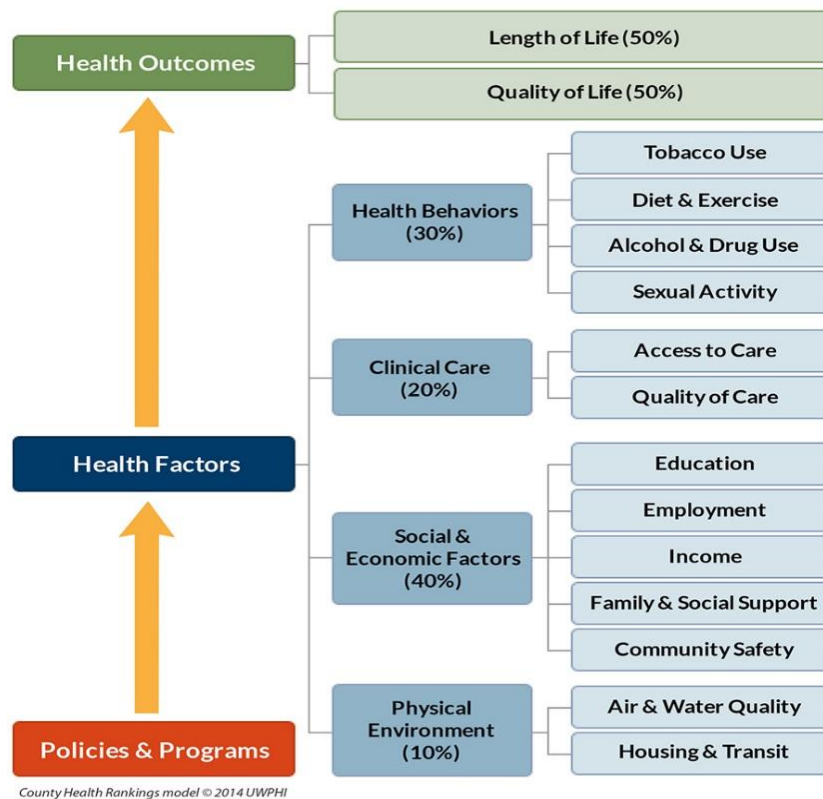 Health Outcomes
Length of Life (50%)
Quality of Life (50%)
Health Behaviors
(30%)
Tobacco Use
Diet & Exercise
Alcohol & Drug Use
Sexual Activity
Clinical Care
(20%)
Access to Care
Quality of Care
Health Factors
Social &
Economic Factors
(40%)
Education
Employment
Income
Family & Social Support
Community Safety
Physical
Environment
(10%)
Air & Water Quality
Housing & Transit
Policies & Programs
County Health Rankings model © 2014 UWPHI